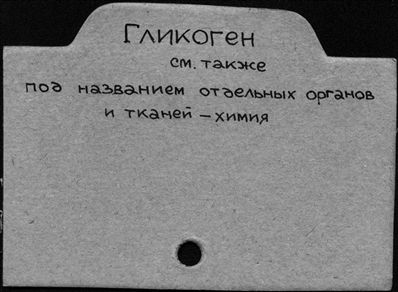 Гликоген
см. также
под названием отдельных органов
и тканей – химия